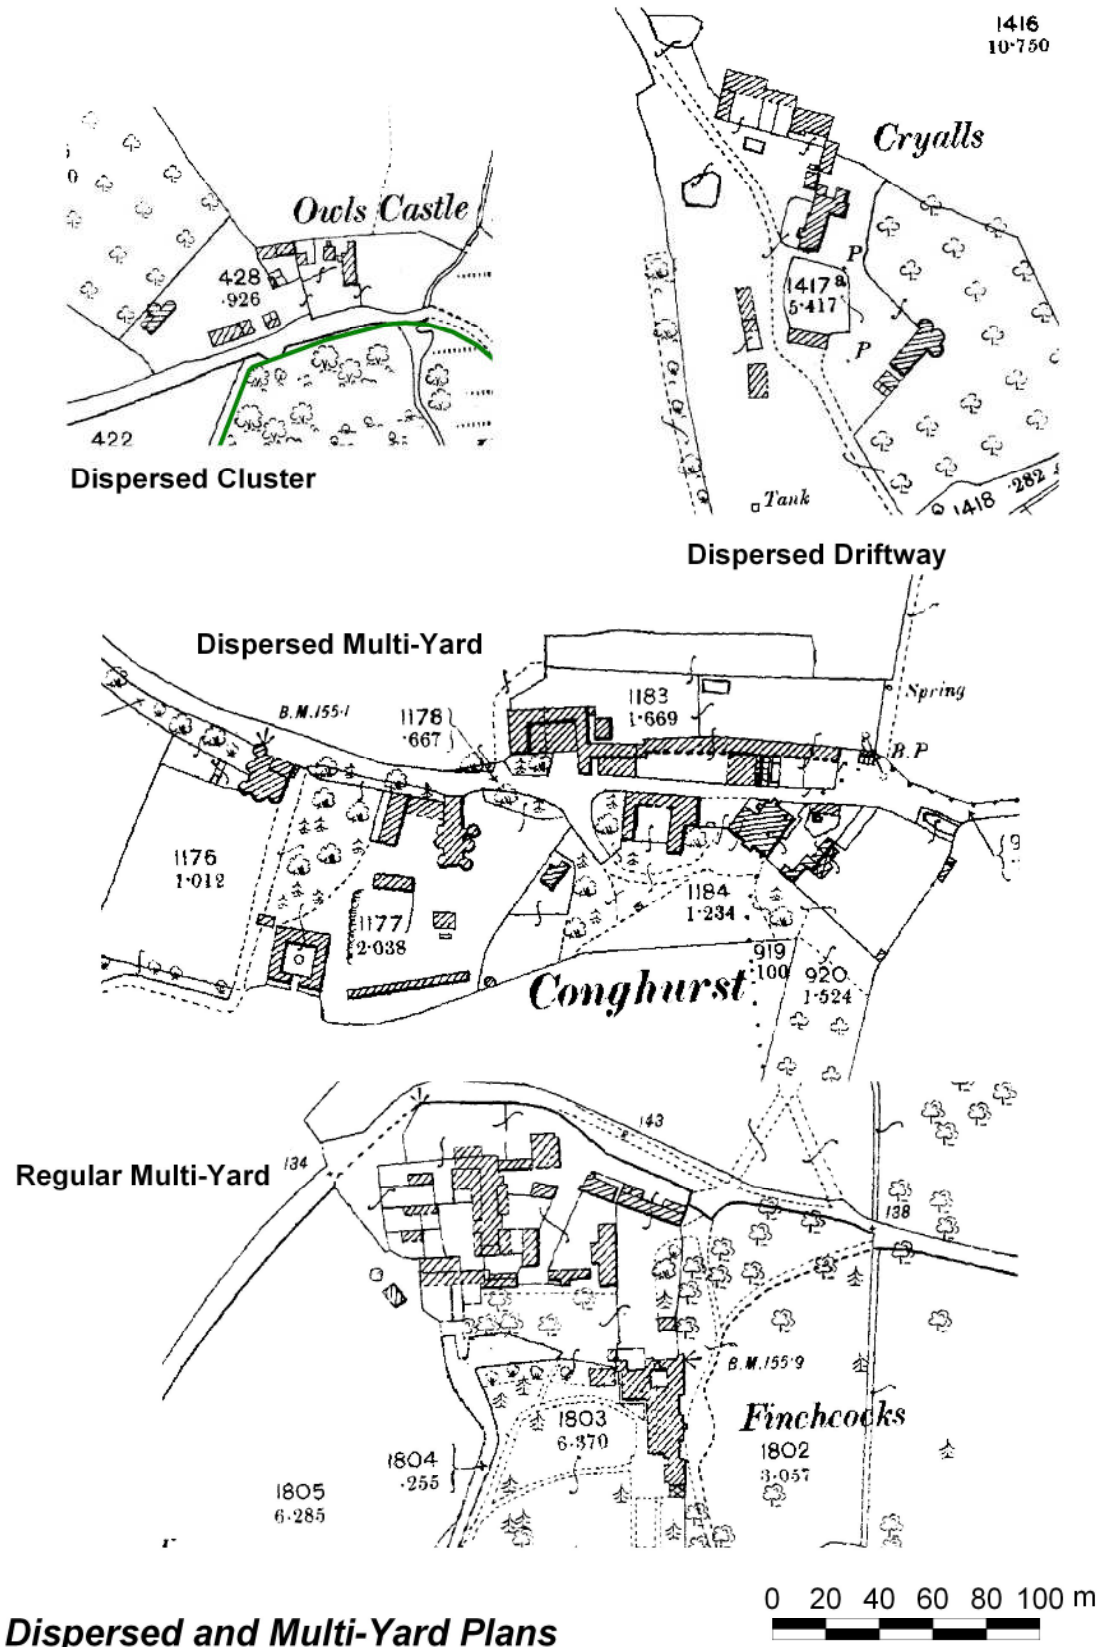 1416
10·750
Cryalls
Owls Castle
0
428
·926
1417ª
5·417
P
P
422
Dispersed Cluster
Tank
1418 ·282
Dispersed Driftway
Dispersed Multi-Yard
B.M.155·1
1178
·667
1183
1·669
Spring
B.P
1176
1·012
1177
2·038
1184
1·234
919
·100
920
1·524
9
Conghurst
143
134
Regular Multi-Yard
138
B.M.155·9
Finchcocks
1803
6·370
1802
3·057
1804
·255
1805
6·285
0 20 40 60 80 100 m
Dispersed and Multi-Yard Plans